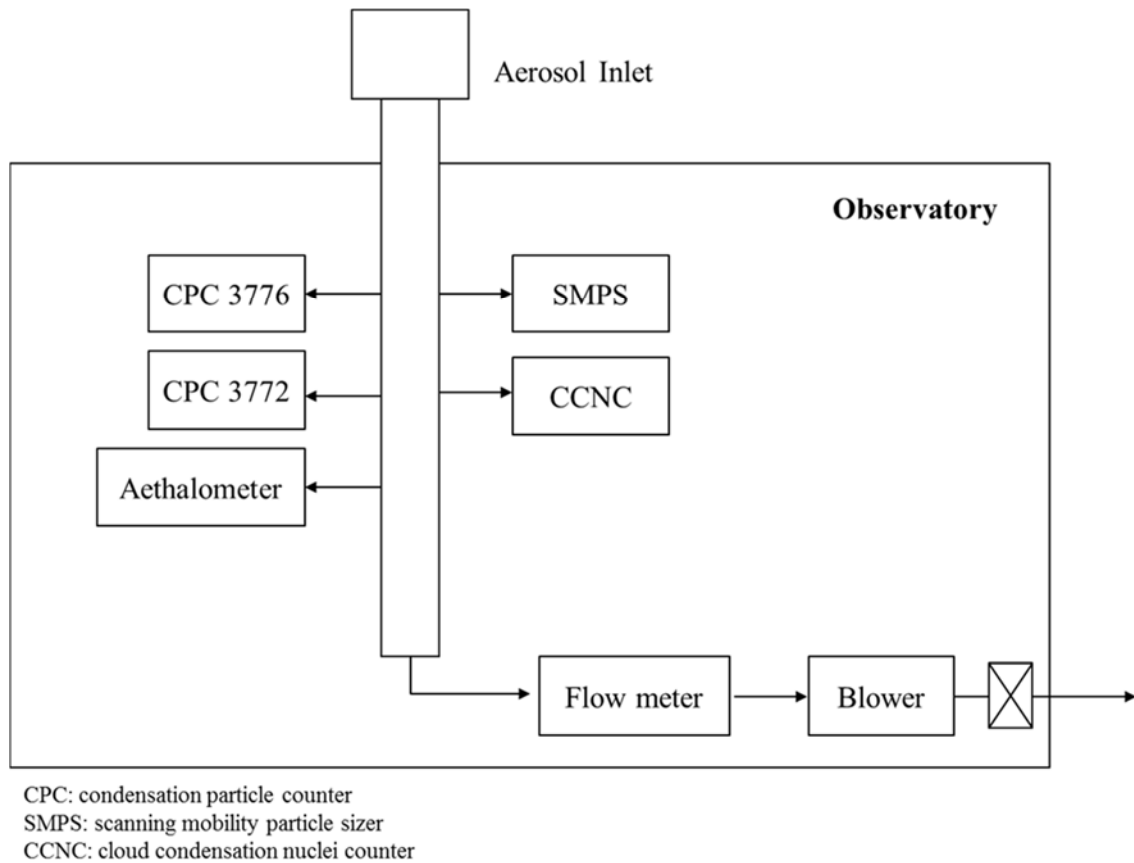 Aerosol Inlet
Observatory
CPC 3776
SMPS
CPC 3772
CCNC
Aethalometer
Flow meter
Blower
CPC: condensation particle counter
SMPS: scanning mobility particle sizer
CCNC: cloud condensation nuclei counter